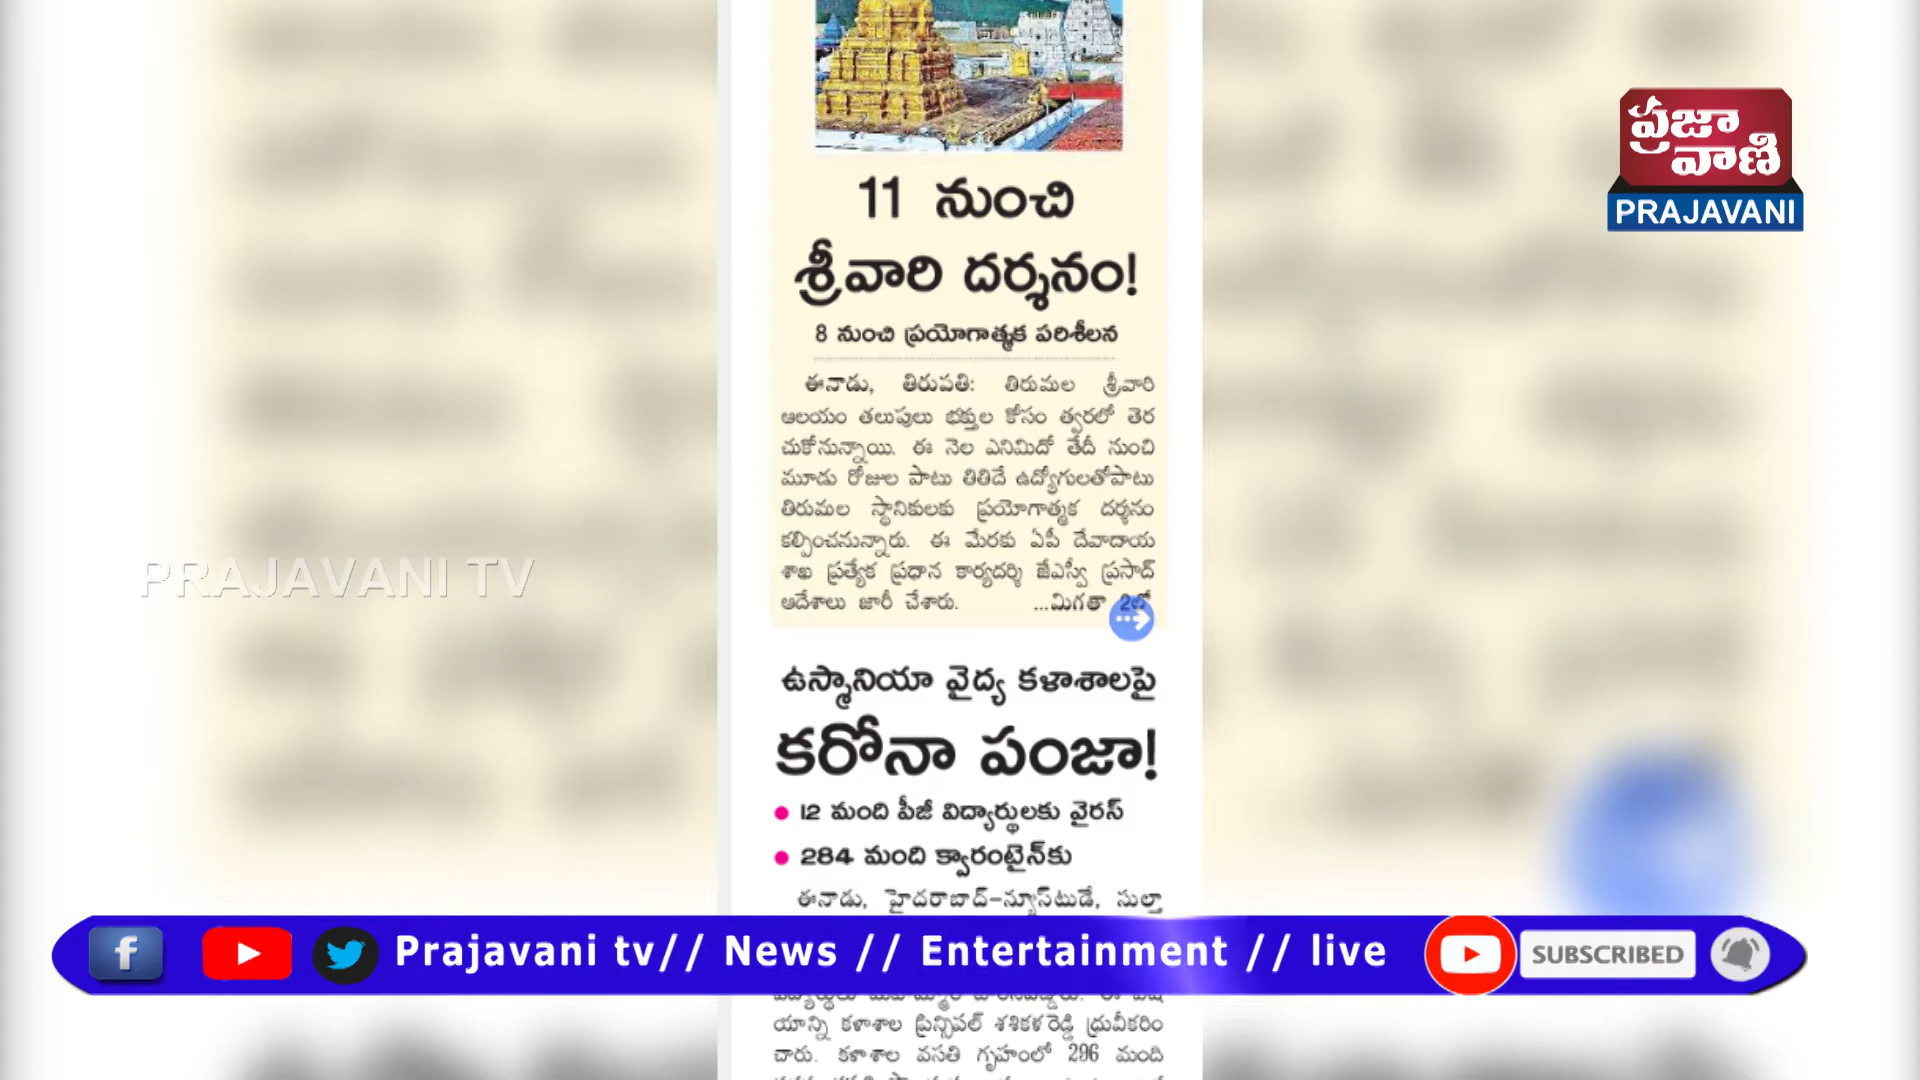 ప్రజా
వాణి
PRAJAVANI
11 నుంచి
శ్రీవారి దర్శనం!
8 నుంచి ప్రయోగాత్మక పరిశీలన
ఈనాడు, తిరుపతి: తిరుమల శ్రీవారి
ఆలయం తలుపులు భక్తుల కోసం త్వరలో తెర
చుకోనున్నాయి. ఈ నెల ఎనిమిదో తేదీ నుంచి
మూడు రోజుల పాటు తితిదే ఉద్యోగులతోపాటు
తిరుమల స్థానికులకు ప్రయోగాత్మక దర్శనం
కల్పించనున్నారు. ఈ మేరకు ఏపీ దేవాదాయ
శాఖ ప్రత్యేక ప్రధాన కార్యదర్శి జేఎస్వీ ప్రసాద్
ఆదేశాలు జారీ చేశారు. ...మిగతా 2లో
PRAJAVANI TV
ఉస్మానియా వైద్య కళాశాలపై
కరోనా పంజా!
● 12 మంది పీజీ విద్యార్థులకు వైరస్
● 284 మంది క్వారంటైన్‌కు
ఈనాడు, హైదరాబాద్-న్యూస్‌టుడే, సుల్తా
Prajavani tv// News // Entertainment // live
SUBSCRIBED
యాన్ని కళాశాల ప్రిన్సిపల్ శశికళరెడ్డి ధ్రువీకరిం
చారు. కళాశాల వసతి గృహంలో 296 మంది